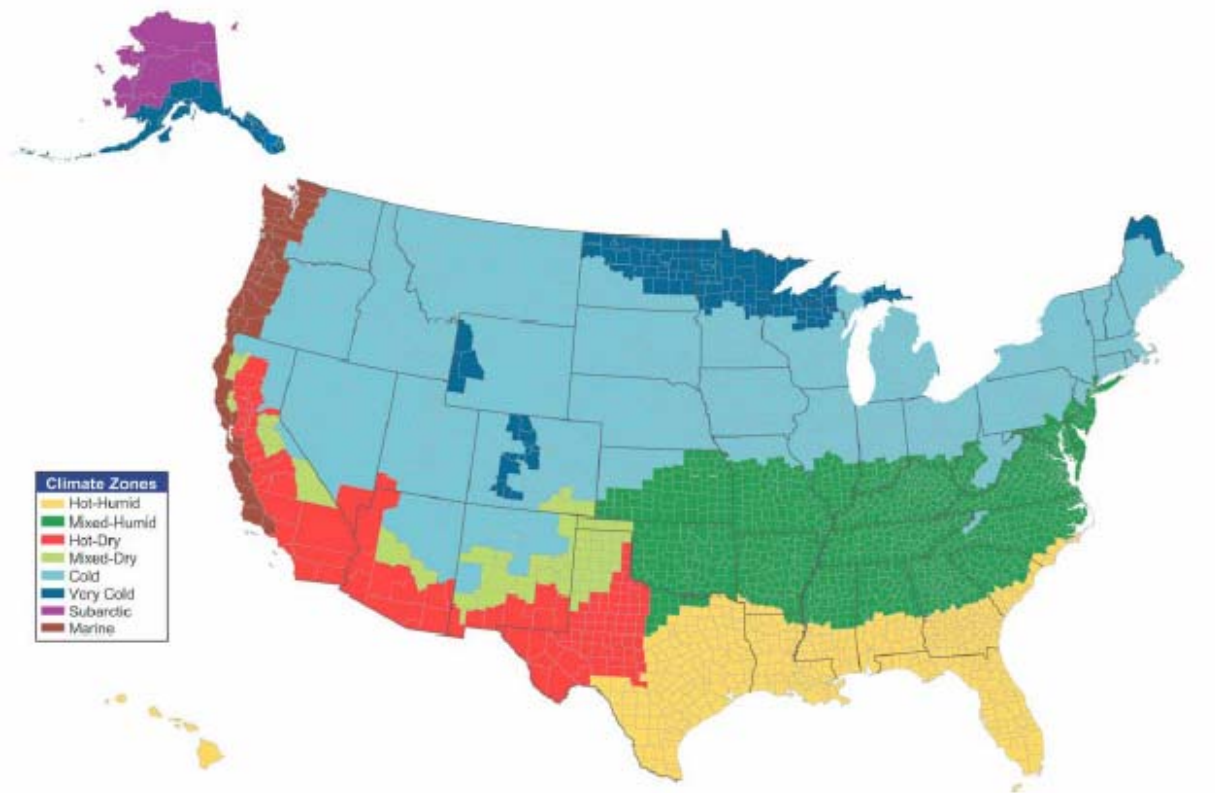 Climate Zones
Hot-Humid
Mixed-Humid
Hot-Dry
Mixed-Dry
Cold
Very Cold
Subarctic
Marine